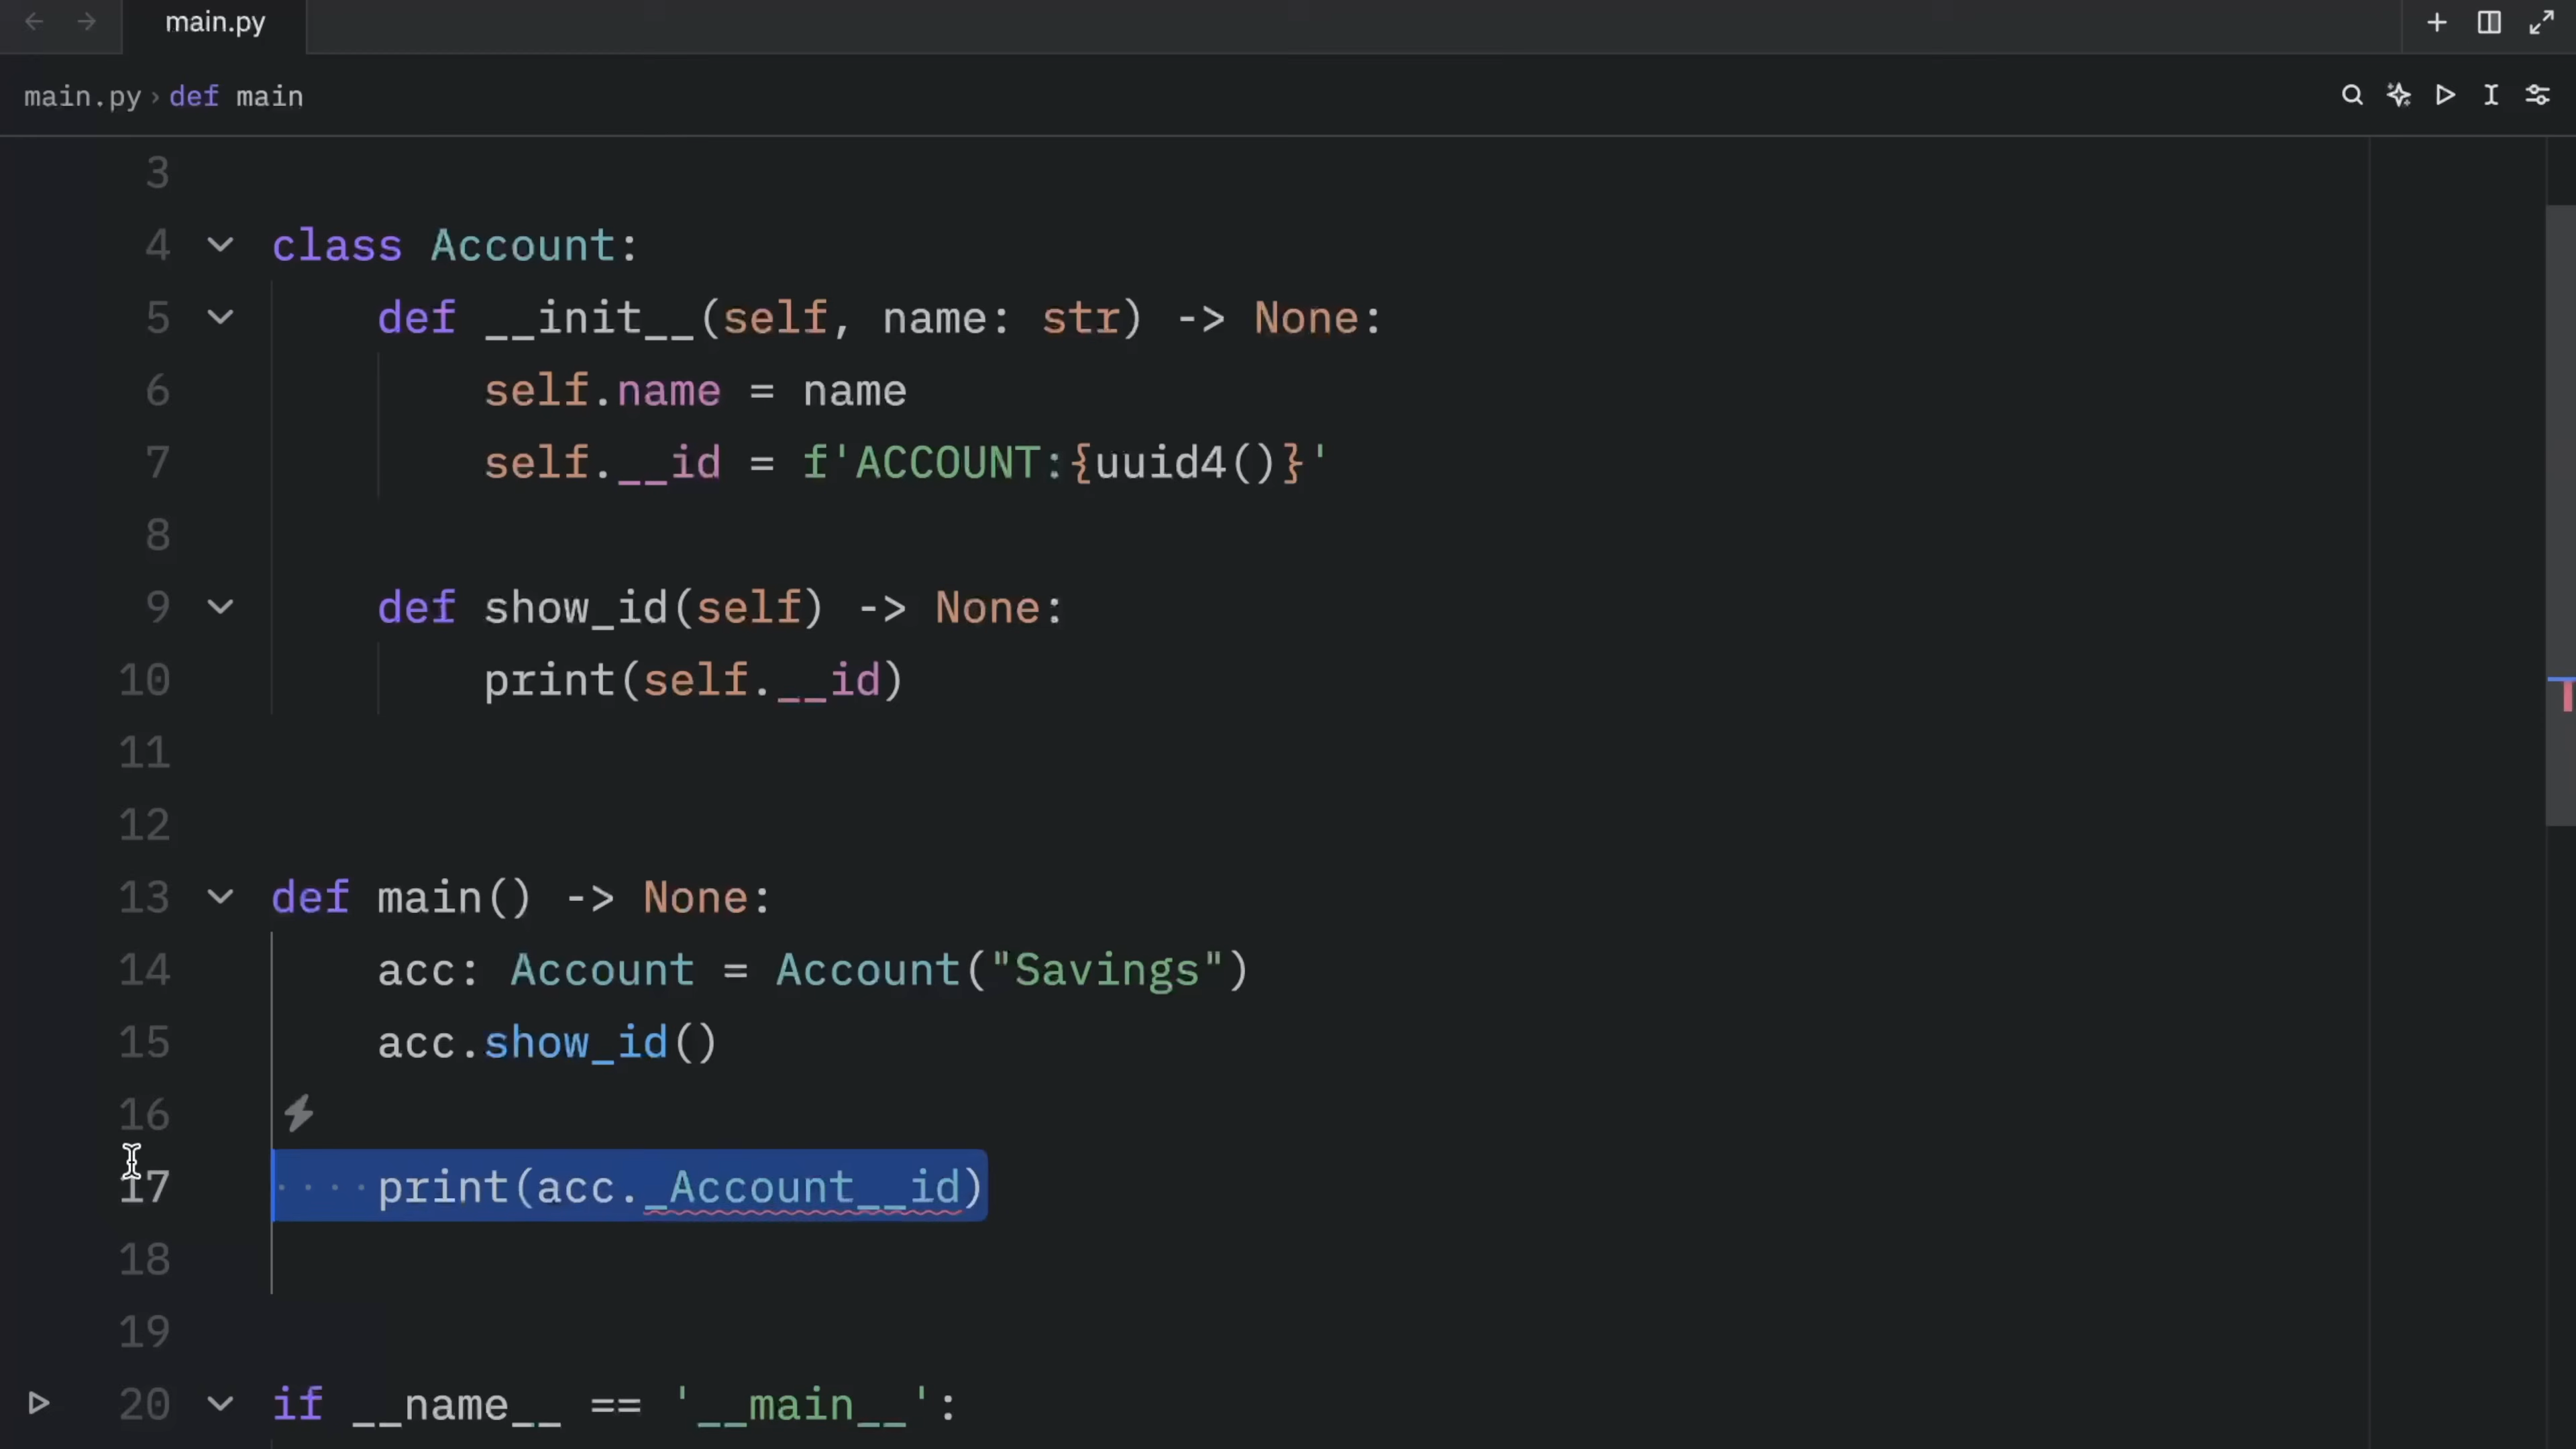 main.py
main.py › def main
3
4 class Account:
5     def __init__(self, name: str) -> None:
6         self.name = name
7         self.__id = f'ACCOUNT:{uuid4()}'
8
9     def show_id(self) -> None:
10         print(self.__id)
11
12
13 def main() -> None:
14     acc: Account = Account("Savings")
15     acc.show_id()
16
17 ····print(acc._Account__id)
18
19
20 if __name__ == '__main__':